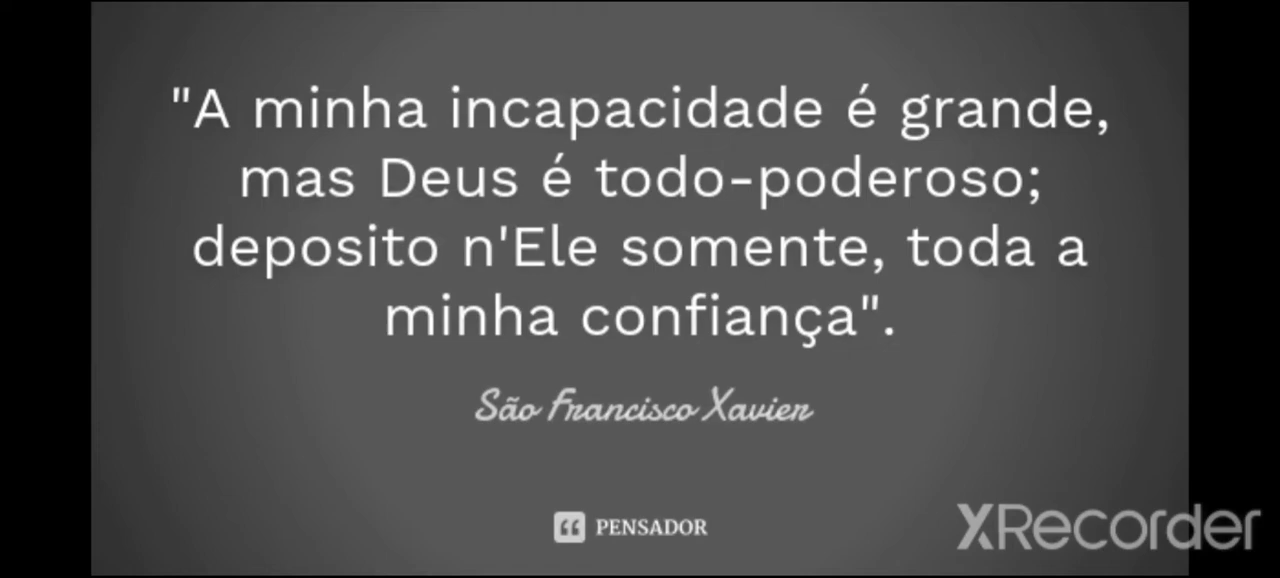 "A minha incapacidade é grande,
mas Deus é todo-poderoso;
deposito n'Ele somente, toda a
minha confiança".
São Francisco Xavier
PENSADOR
XRecorder